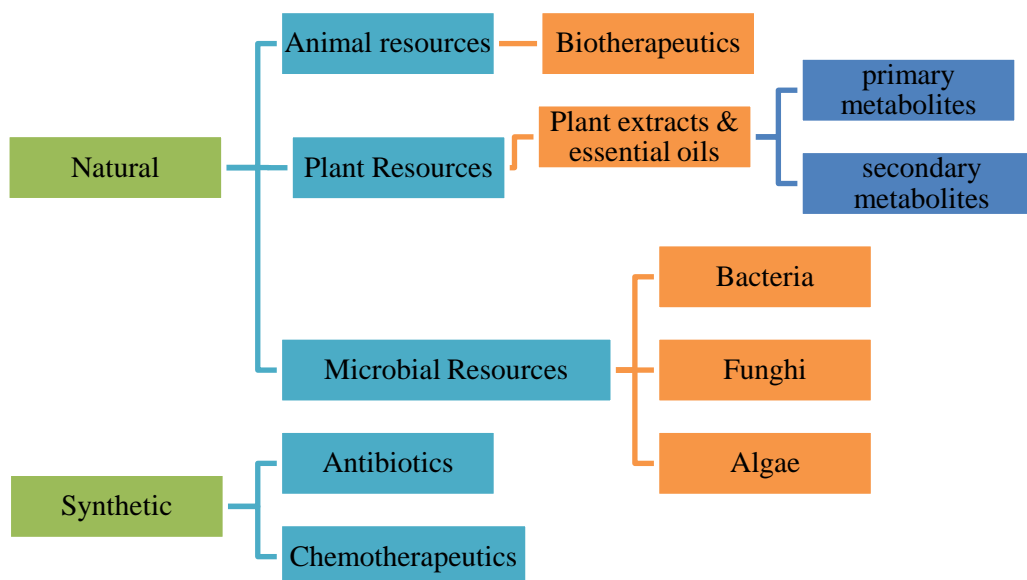 Animal resources
Biotherapeutics
primary
metabolites
Natural
Plant Resources
Plant extracts &
essential oils
secondary
metabolites
Bacteria
Microbial Resources
Funghi
Algae
Synthetic
Antibiotics
Chemotherapeutics